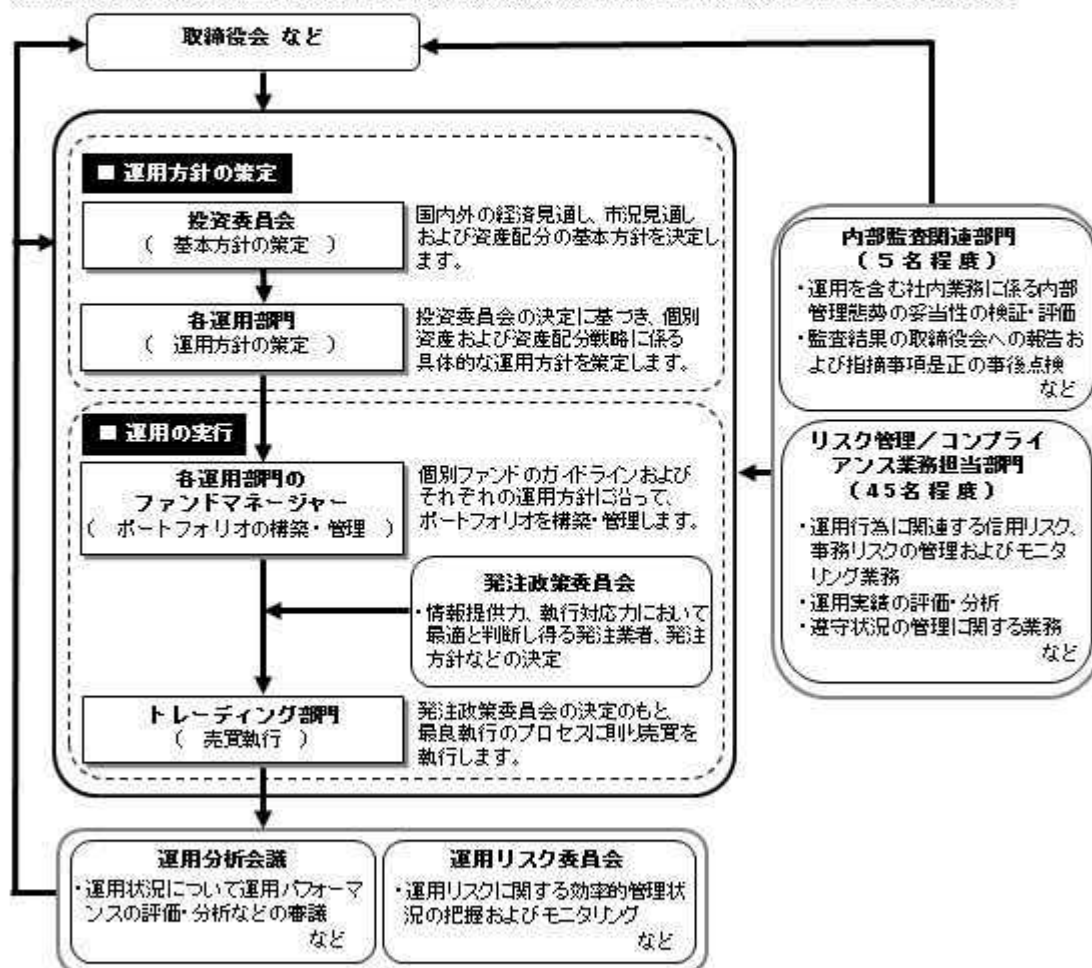 取締役会 など
■ 運用方針の策定
投資委員会
( 基本方針の策定 )
国内外の経済見通し、市況見通し
および資産配分の基本方針を決定し
ます。
各運用部門
( 運用方針の策定 )
投資委員会の決定に基づき、個別
資産および資産配分戦略に係る
具体的な運用方針を策定します。
■ 運用の実行
各運用部門の
ファンドマネージャー
( ポートフォリオの構築・管理 )
個別ファンドのガイドラインおよび
それぞれの運用方針に沿って、
ポートフォリオを構築・管理します。
発注政策委員会
・情報提供力、執行対応力において
最適と判断し得る発注業者、発注
方針などの決定
トレーディング部門
( 売買執行 )
発注政策委員会の決定のもと、
最良執行のプロセスに則り売買を
執行します。
内部監査関連部門
(5名程度)
・運用を含む社内業務に係る内部
管理態勢の妥当性の検証・評価
・監査結果の取締役会への報告お
よび指摘事項是正の事後点検
など
リスク管理/コンプライ
アンス業務担当部門
(45名程度)
・運用行為に関連する信用リスク、
事務リスクの管理およびモニタ
リング業務
・運用実績の評価・分析
・遵守状況の管理に関する業務
など
運用分析会議
・運用状況について運用パフォーマ
ンスの評価・分析などの審議
など
運用リスク委員会
・運用リスクに関する効率的管理状
況の把握およびモニタリング
など